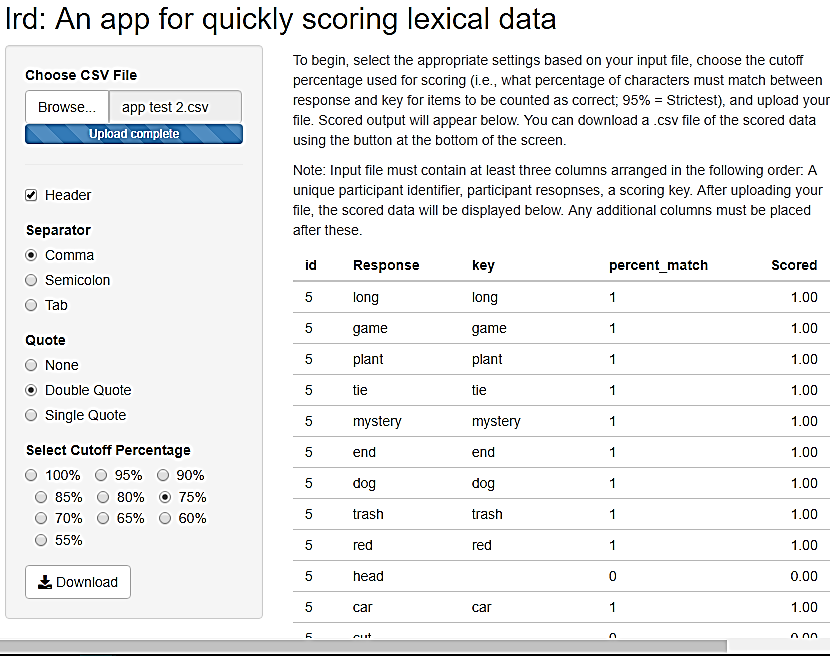 lrd: An app for quickly scoring lexical data
Choose CSV File
Browse... app test 2.csv
Upload complete
Header
Separator
Comma
Semicolon
Tab
Quote
None
Double Quote
Single Quote
Select Cutoff Percentage
100% 95% 90%
85% 80% 75%
70% 65% 60%
55%
Download
To begin, select the appropriate settings based on your input file, choose the cutoff
percentage used for scoring (i.e., what percentage of characters must match between
response and key for items to be counted as correct; 95% = Strictest), and upload your
file. Scored output will appear below. You can download a .csv file of the scored data
using the button at the bottom of the screen.
Note: Input file must contain at least three columns arranged in the following order: A
unique participant identifier, participant resopnses, a scoring key. After uploading your
file, the scored data will be displayed below. Any additional columns must be placed
after these.
id Response key percent_match Scored
5 long long 1 1.00
5 game game 1 1.00
5 plant plant 1 1.00
5 tie tie 1 1.00
5 mystery mystery 1 1.00
5 end end 1 1.00
5 dog dog 1 1.00
5 trash trash 1 1.00
5 red red 1 1.00
5 head 0 0.00
5 car car 1 1.00
5 cut 0 0.00